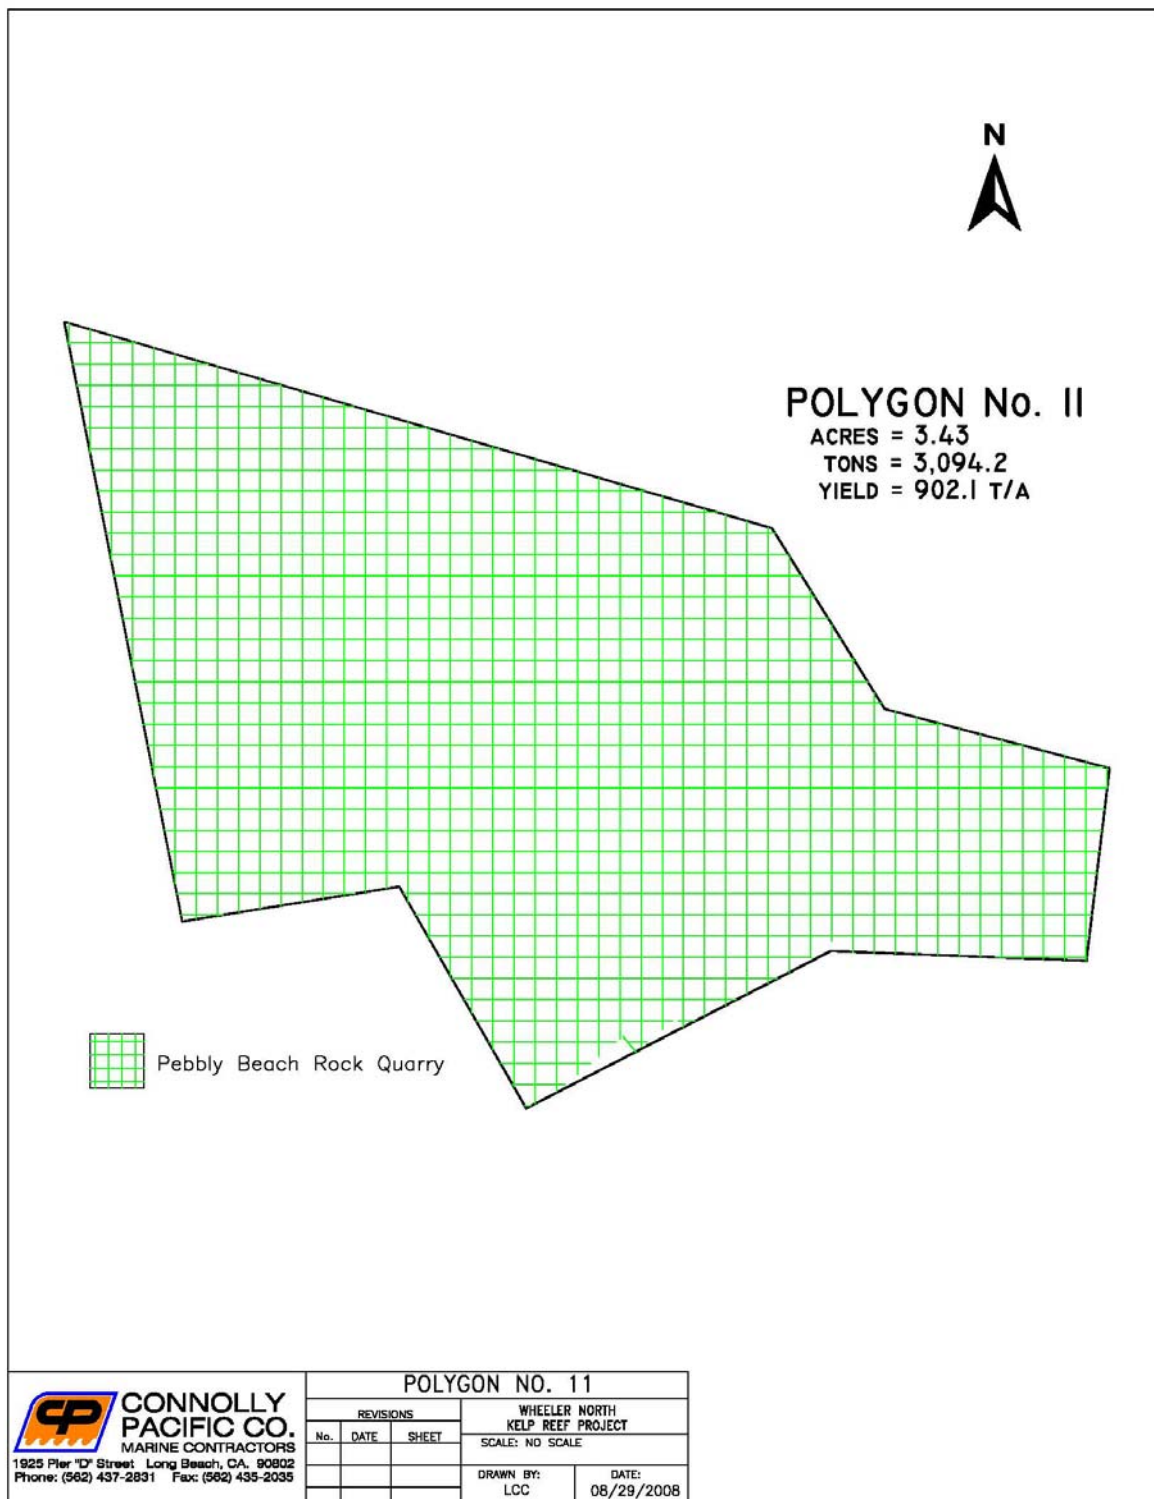 N
POLYGON No. 11
ACRES = 3.43
TONS = 3,094.2
YIELD = 902.1 T/A
Pebbly Beach Rock Quarry
CP
CONNOLLY
PACIFIC CO.
MARINE CONTRACTORS
1925 Pier "D" Street Long Beach, CA. 90802
Phone: (562) 437-2831 Fax: (562) 435-2035
POLYGON NO. 11
REVISIONS
No. DATE SHEET
WHEELER NORTH
KELP REEF PROJECT
SCALE: NO SCALE
DRAWN BY:
LCC
DATE:
08/29/2008